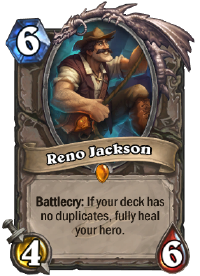 6
Reno Jackson
Battlecry: If your deck has
no duplicates, fully heal
your hero.
4
6